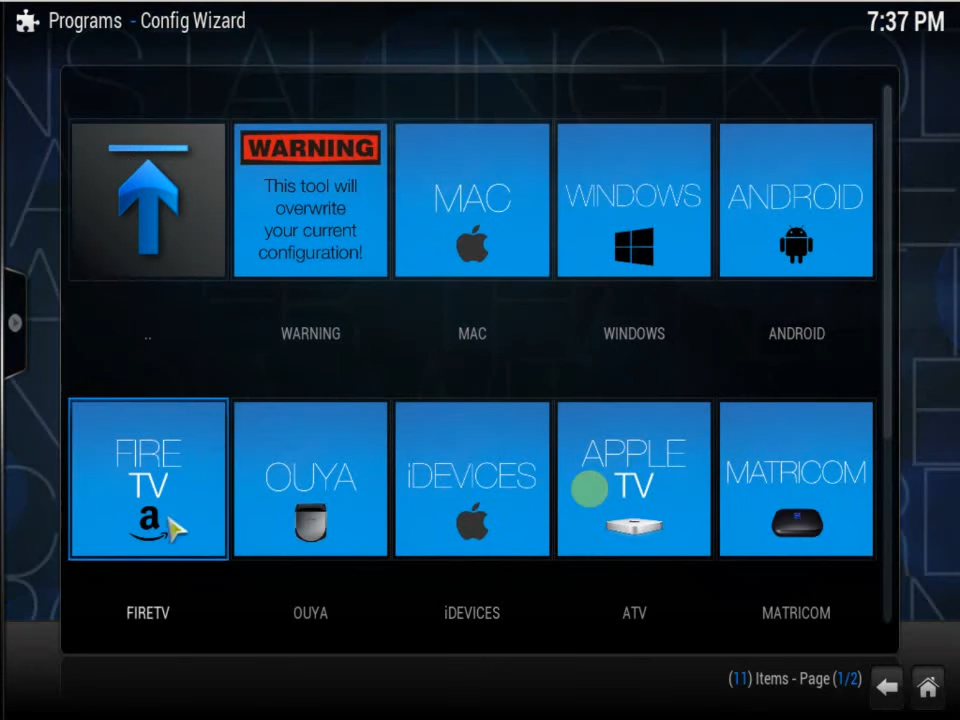 Programs - Config Wizard
7:37 PM
WARNING
This tool will
overwrite
your current
configuration!
MAC
WINDOWS
ANDROID
..
WARNING
MAC
WINDOWS
ANDROID
FIRE
TV
a
OUYA
iDEVICES
APPLE
TV
MATRICOM
FIRETV
OUYA
iDEVICES
ATV
MATRICOM
(11) Items - Page (1/2)